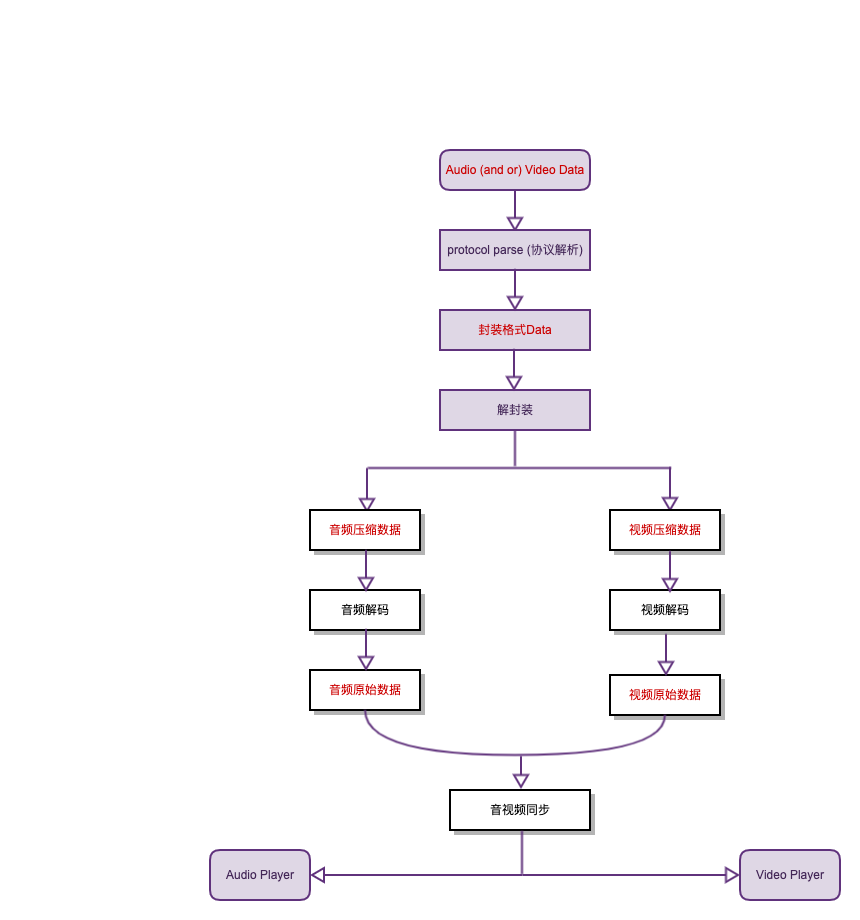 Audio (and or) Video Data
protocol parse (协议解析)
封装格式Data
解封装
音频压缩数据
视频压缩数据
音频解码
视频解码
音频原始数据
视频原始数据
音视频同步
Audio Player
Video Player